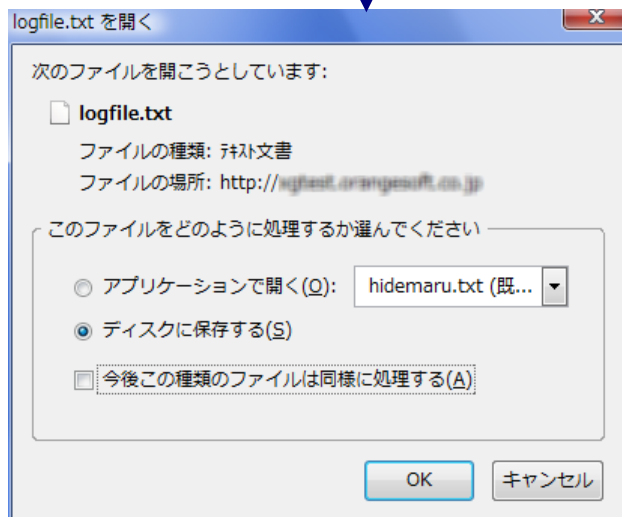 logfile.txt を開く
次のファイルを開こうとしています:
logfile.txt
ファイルの種類: ﾃｷｽﾄ文書
ファイルの場所: http://
このファイルをどのように処理するか選んでください
アプリケーションで開く(O): hidemaru.txt (既...
ディスクに保存する(S)
今後この種類のファイルは同様に処理する(A)
OK キャンセル